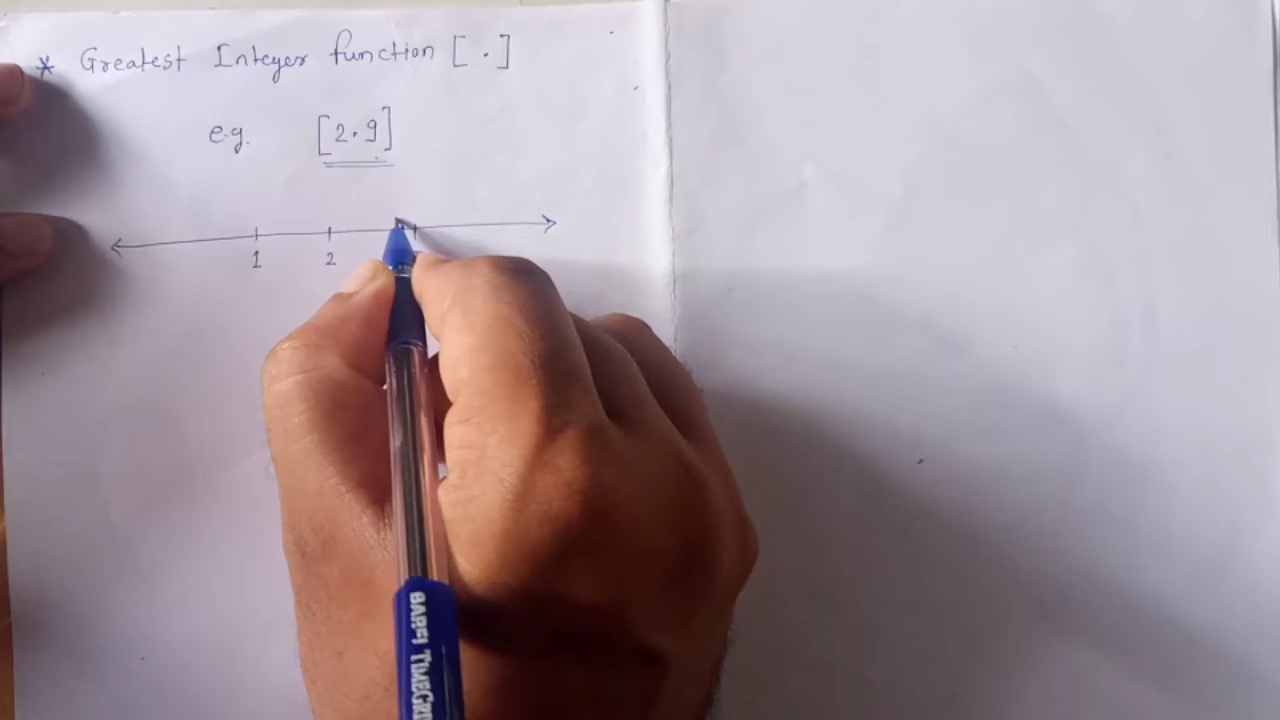 * Greatest Integer function [ . ]
e.g. [2.9]
1 2